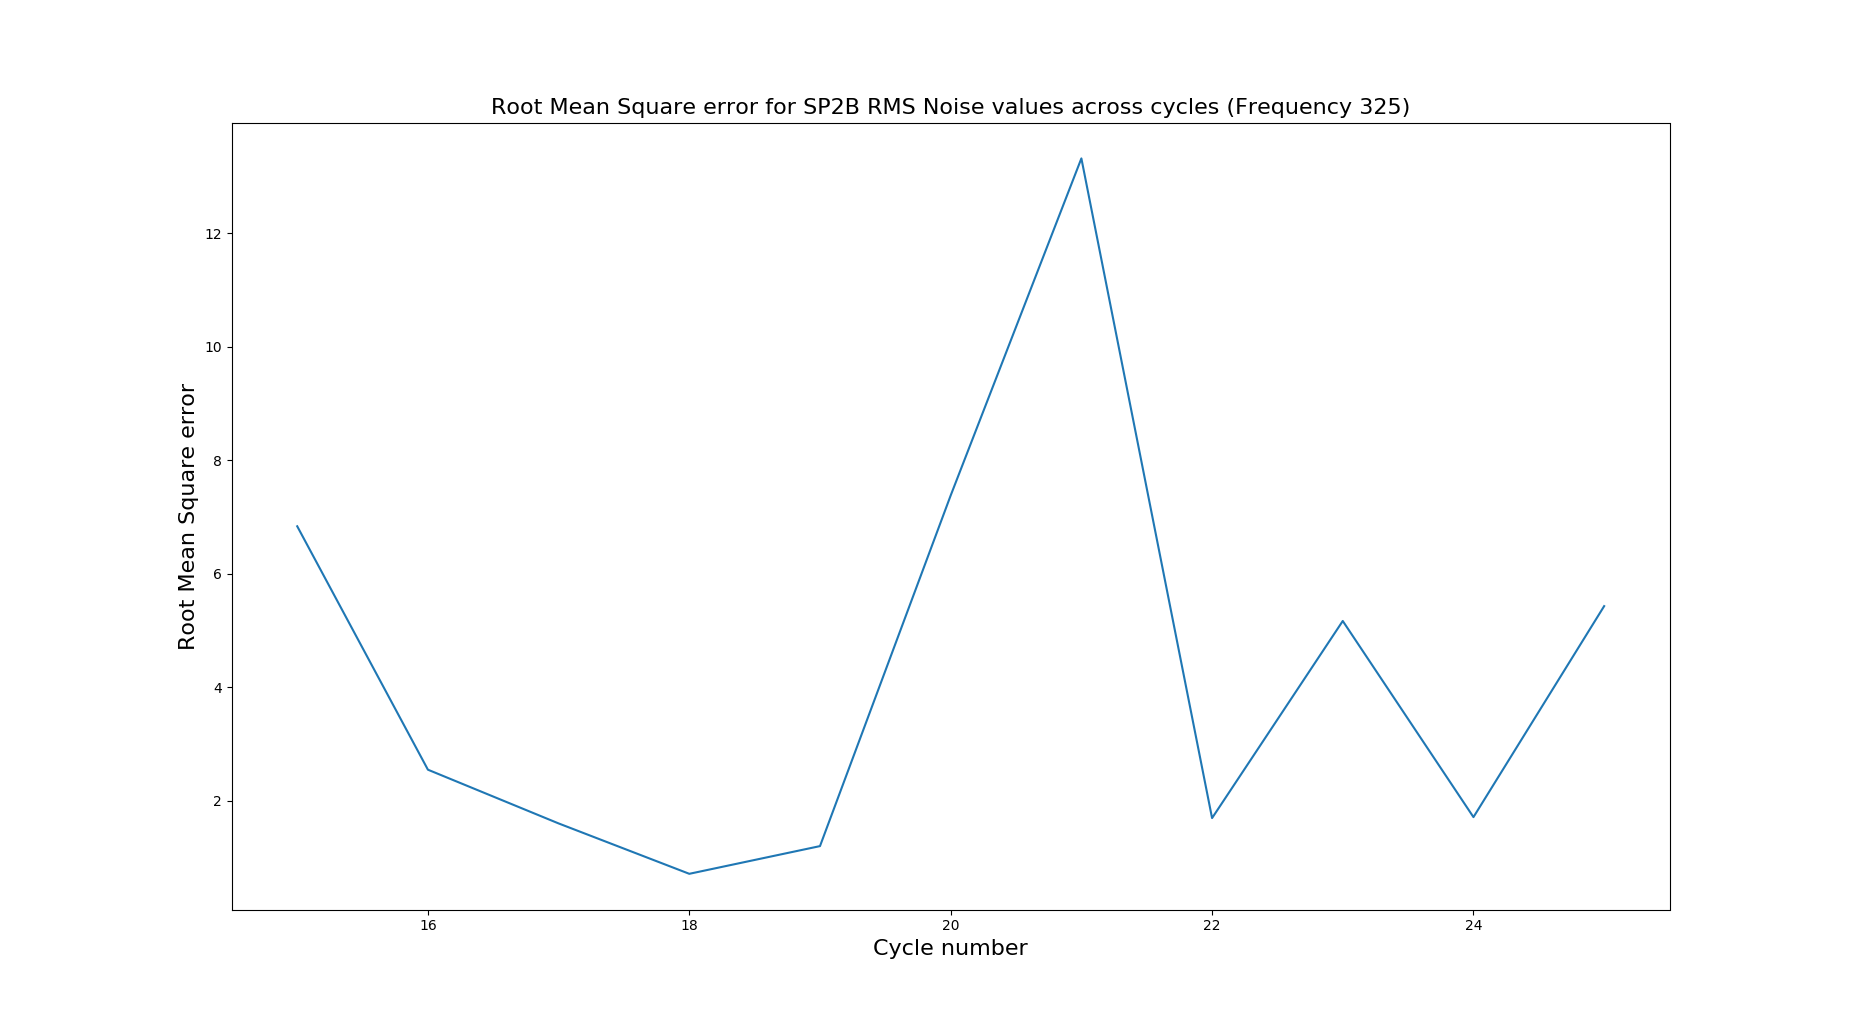 Root Mean Square error for SP2B RMS Noise values across cycles (Frequency 325)
12
10
8
6
4
2
Root Mean Square error
16 18 20 22 24
Cycle number